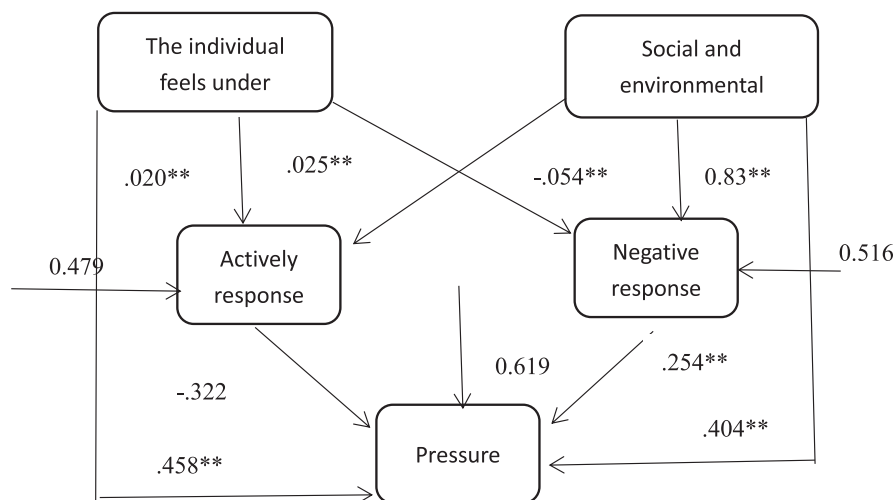 The individual
feels under
Social and
environmental
.020**
.025**
-.054**
0.83**
0.479
Actively
response
Negative
response
0.516
-.322
0.619
.254**
.458**
Pressure
.404**